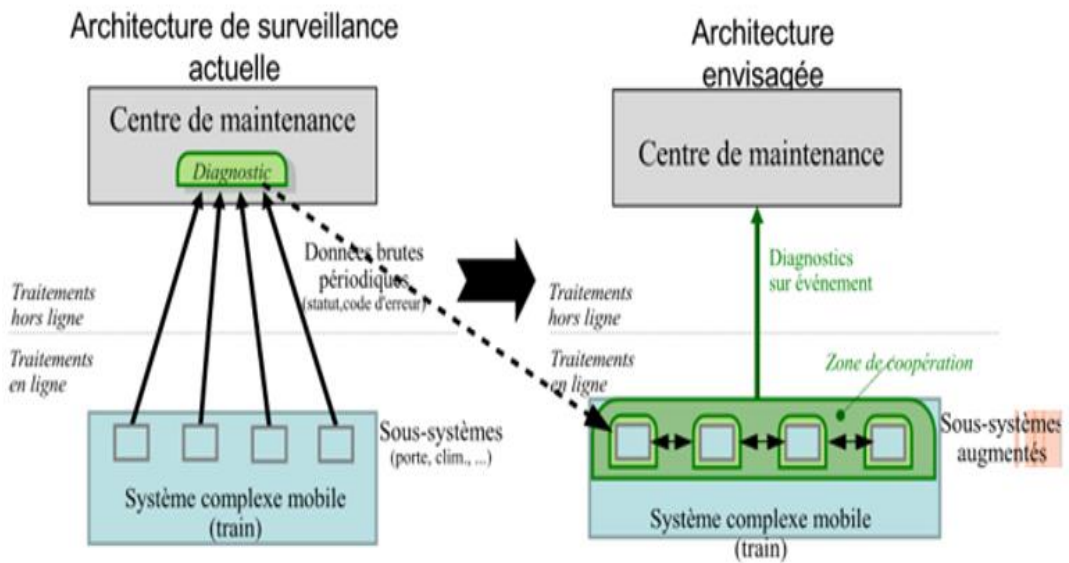 Architecture de surveillance
actuelle
Centre de maintenance
Diagnostic
Données brutes
périodiques
(statut,code d'erreur)
Traitements
hors ligne
Traitements
en ligne
Sous-systèmes
(porte, clim., ...)
Système complexe mobile
(train)
Architecture
envisagée
Centre de maintenance
Diagnostics
sur événement
Traitements
hors ligne
Traitements
en ligne
Zone de coopération
Sous-systèmes
augmentés
Système complexe mobile
(train)